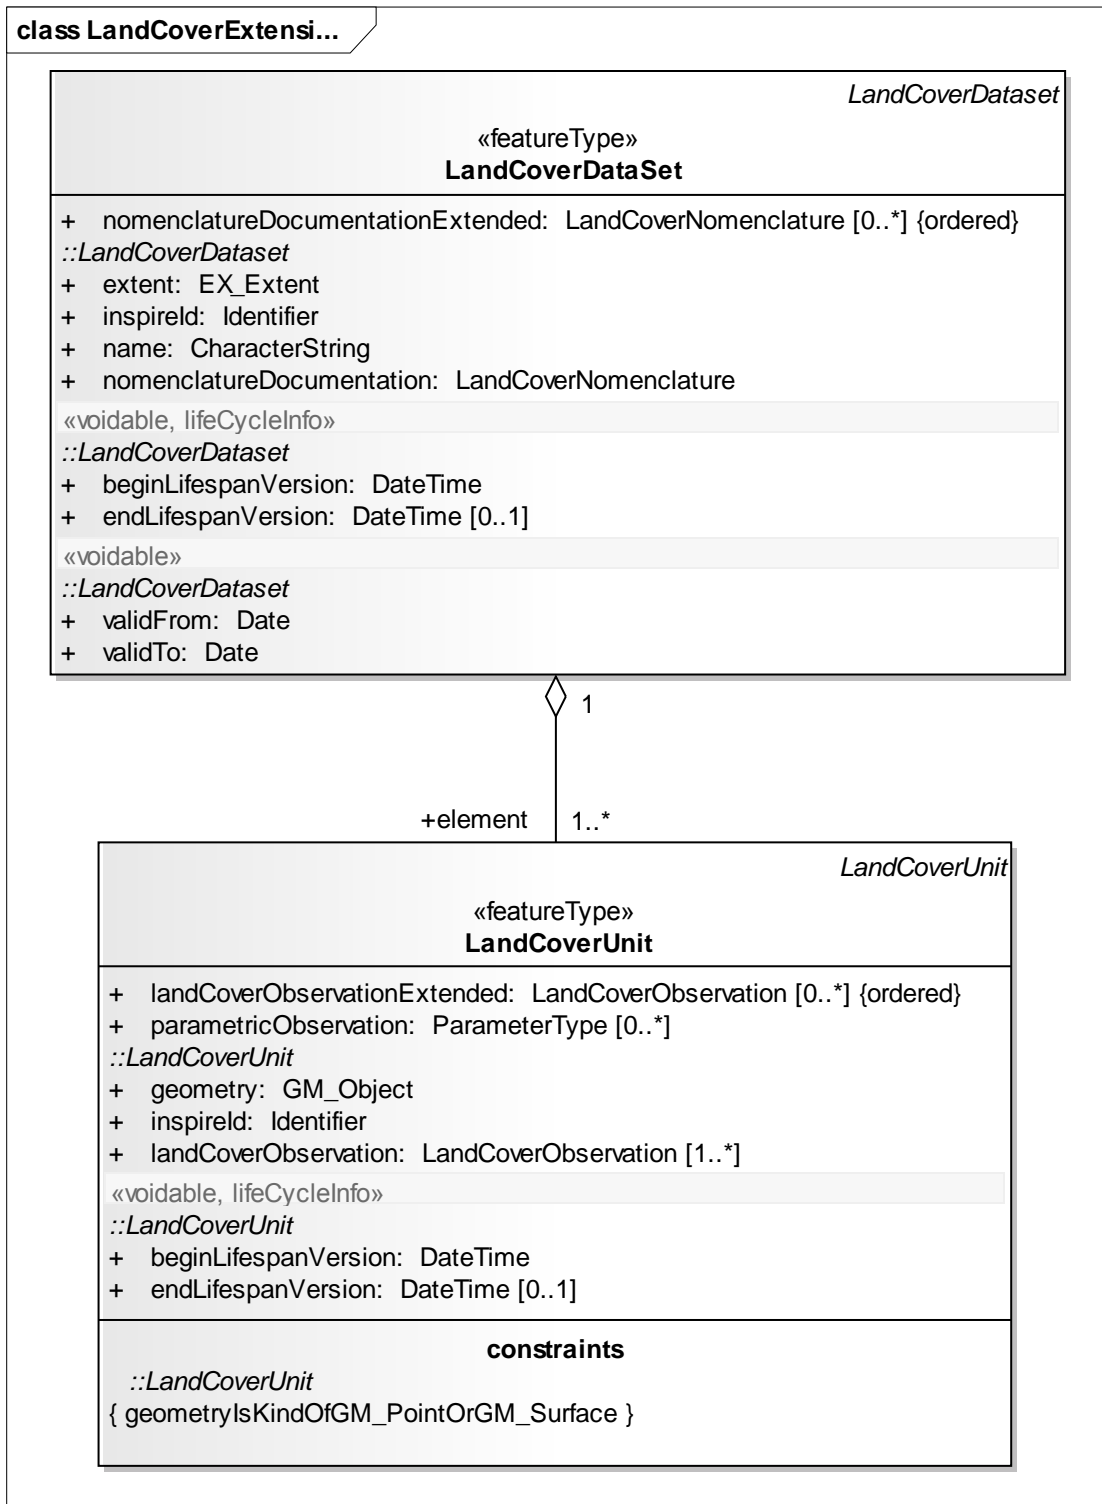 class LandCoverExtensi...
LandCoverDataset
«featureType»
LandCoverDataSet
+ nomenclatureDocumentationExtended: LandCoverNomenclature [0..*] {ordered}
::LandCoverDataset
+ extent: EX_Extent
+ inspireId: Identifier
+ name: CharacterString
+ nomenclatureDocumentation: LandCoverNomenclature
«voidable, lifeCycleInfo»
::LandCoverDataset
+ beginLifespanVersion: DateTime
+ endLifespanVersion: DateTime [0..1]
«voidable»
::LandCoverDataset
+ validFrom: Date
+ validTo: Date
1
+element 1..*
LandCoverUnit
«featureType»
LandCoverUnit
+ landCoverObservationExtended: LandCoverObservation [0..*] {ordered}
+ parametricObservation: ParameterType [0..*]
::LandCoverUnit
+ geometry: GM_Object
+ inspireId: Identifier
+ landCoverObservation: LandCoverObservation [1..*]
«voidable, lifeCycleInfo»
::LandCoverUnit
+ beginLifespanVersion: DateTime
+ endLifespanVersion: DateTime [0..1]
constraints
::LandCoverUnit
{ geometryIsKindOfGM_PointOrGM_Surface }